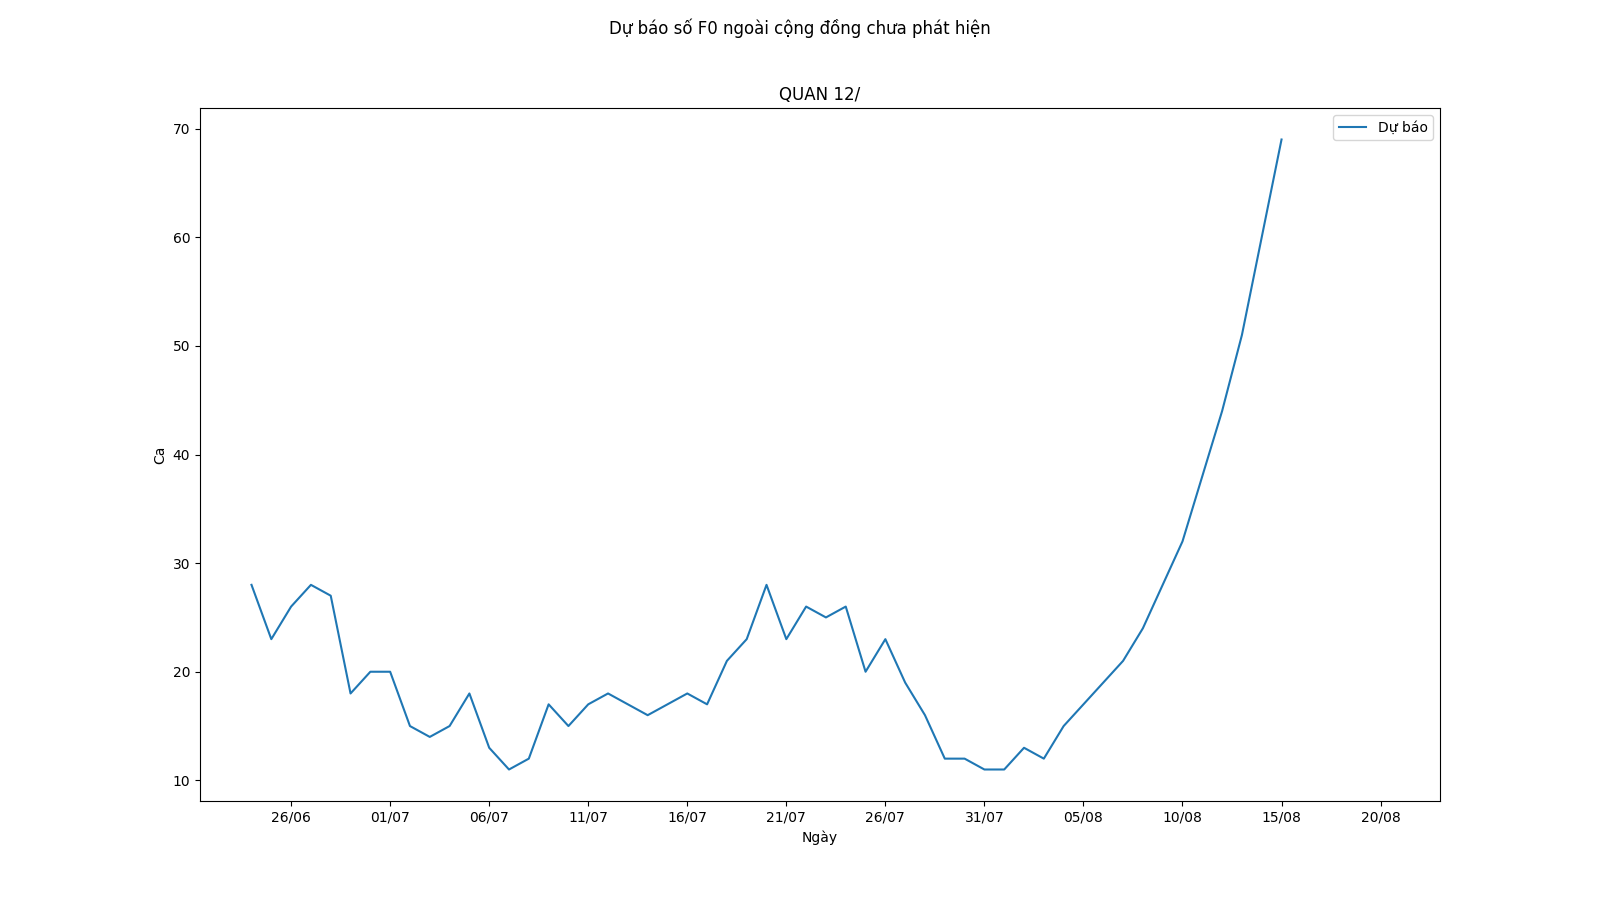 Dự báo số F0 ngoài cộng đồng chưa phát hiện
QUAN 12/
Dự báo
70
60
50
40
30
20
10
Ca
26/06 01/07 06/07 11/07 16/07 21/07 26/07 31/07 05/08 10/08 15/08 20/08
Ngày